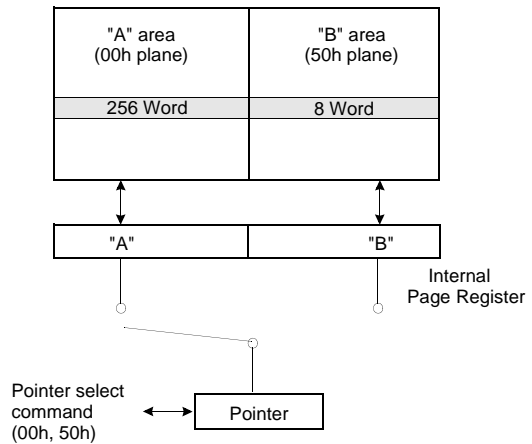 "A" area
(00h plane)
"B" area
(50h plane)
256 Word
8 Word
"A"
"B"
Internal
Page Register
Pointer select
command
(00h, 50h)
Pointer